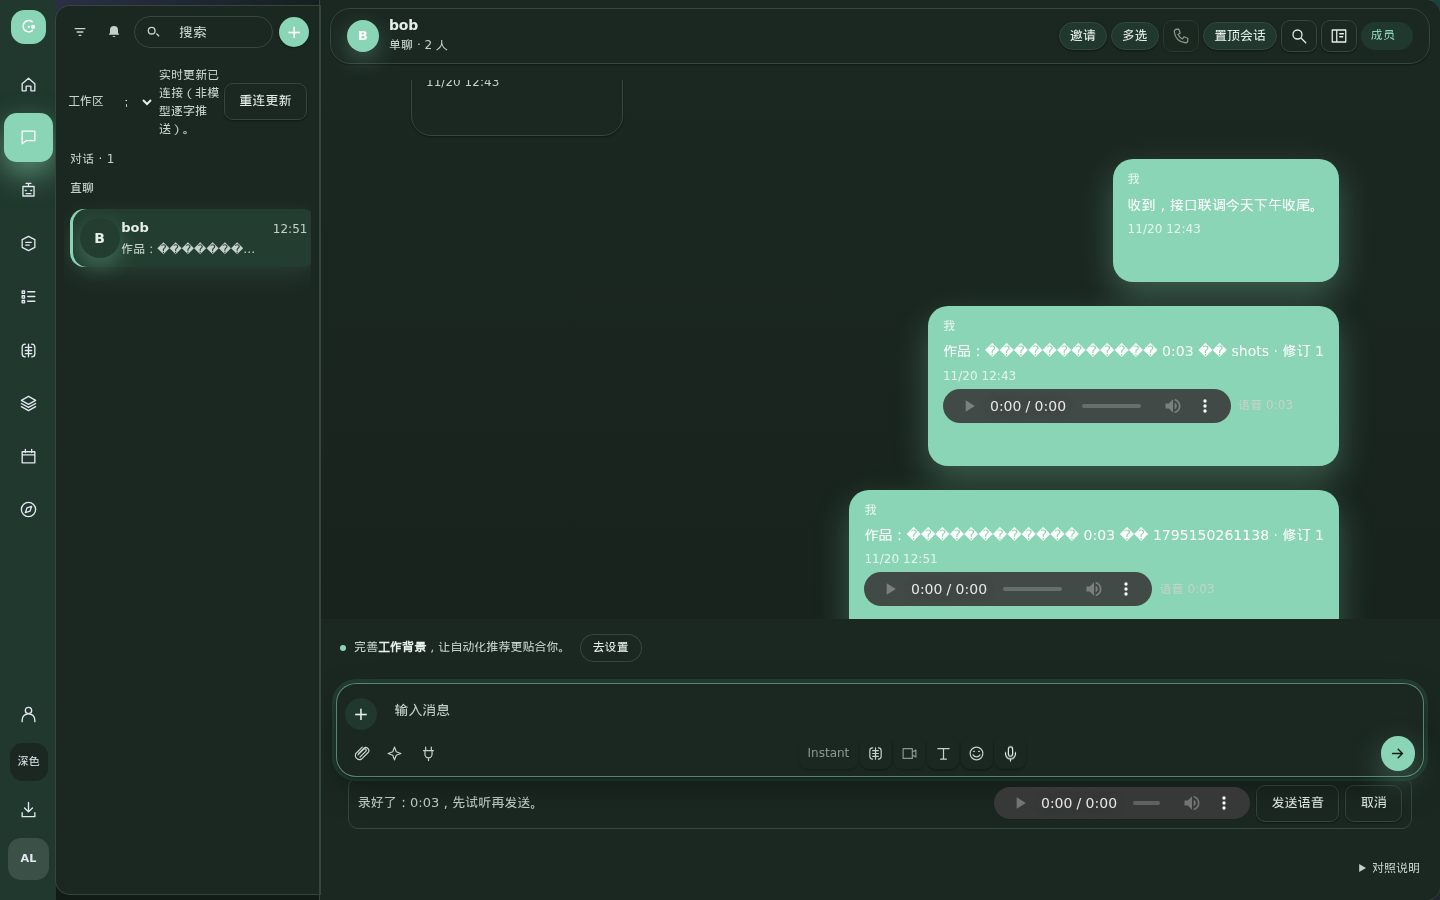 搜索
工作区
实时更新已
连接（非模
型逐字推
送）。
重连更新
对话 · 1
直聊
B
bob
12:51
作品：�������…
深色
AL
B
bob
单聊 · 2 人
邀请
多选
置顶会话
成员
11/20 12:43
我
收到，接口联调今天下午收尾。
11/20 12:43
我
作品：������������ 0:03 �� shots · 修订 1
11/20 12:43
0:00 / 0:00
语音 0:03
我
作品：������������ 0:03 �� 1795150261138 · 修订 1
11/20 12:51
0:00 / 0:00
语音 0:03
完善工作背景，让自动化推荐更贴合你。
去设置
输入消息
Instant
录好了：0:03，先试听再发送。
0:00 / 0:00
发送语音
取消
▶ 对照说明